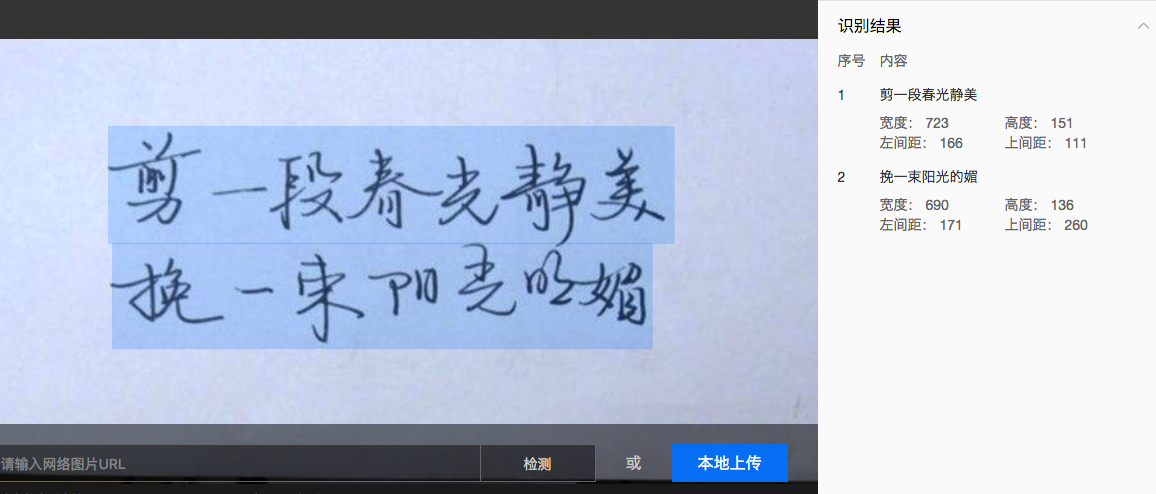 识别结果
序号 内容
1 剪一段春光静美
宽度： 723 高度： 151
左间距： 166 上间距： 111
2 挽一束阳光的媚
宽度： 690 高度： 136
左间距： 171 上间距： 260
剪一段春光静美
挽一束阳光明媚
请输入网络图片URL 检测 或 本地上传